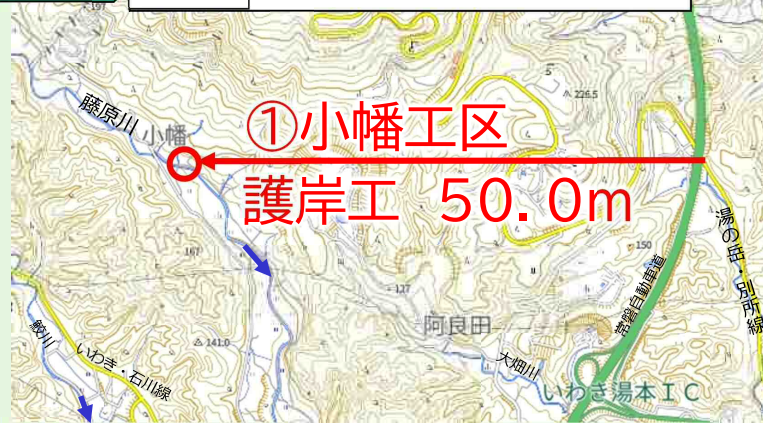 藤原川
小幡
①小幡工区
護岸工 50.0m
226.5
150
167
127
141.0
湯の岳・別所線
常磐自動車道
阿良田
大畑川
鮫川
いわき・石川線
いわき湯本IC